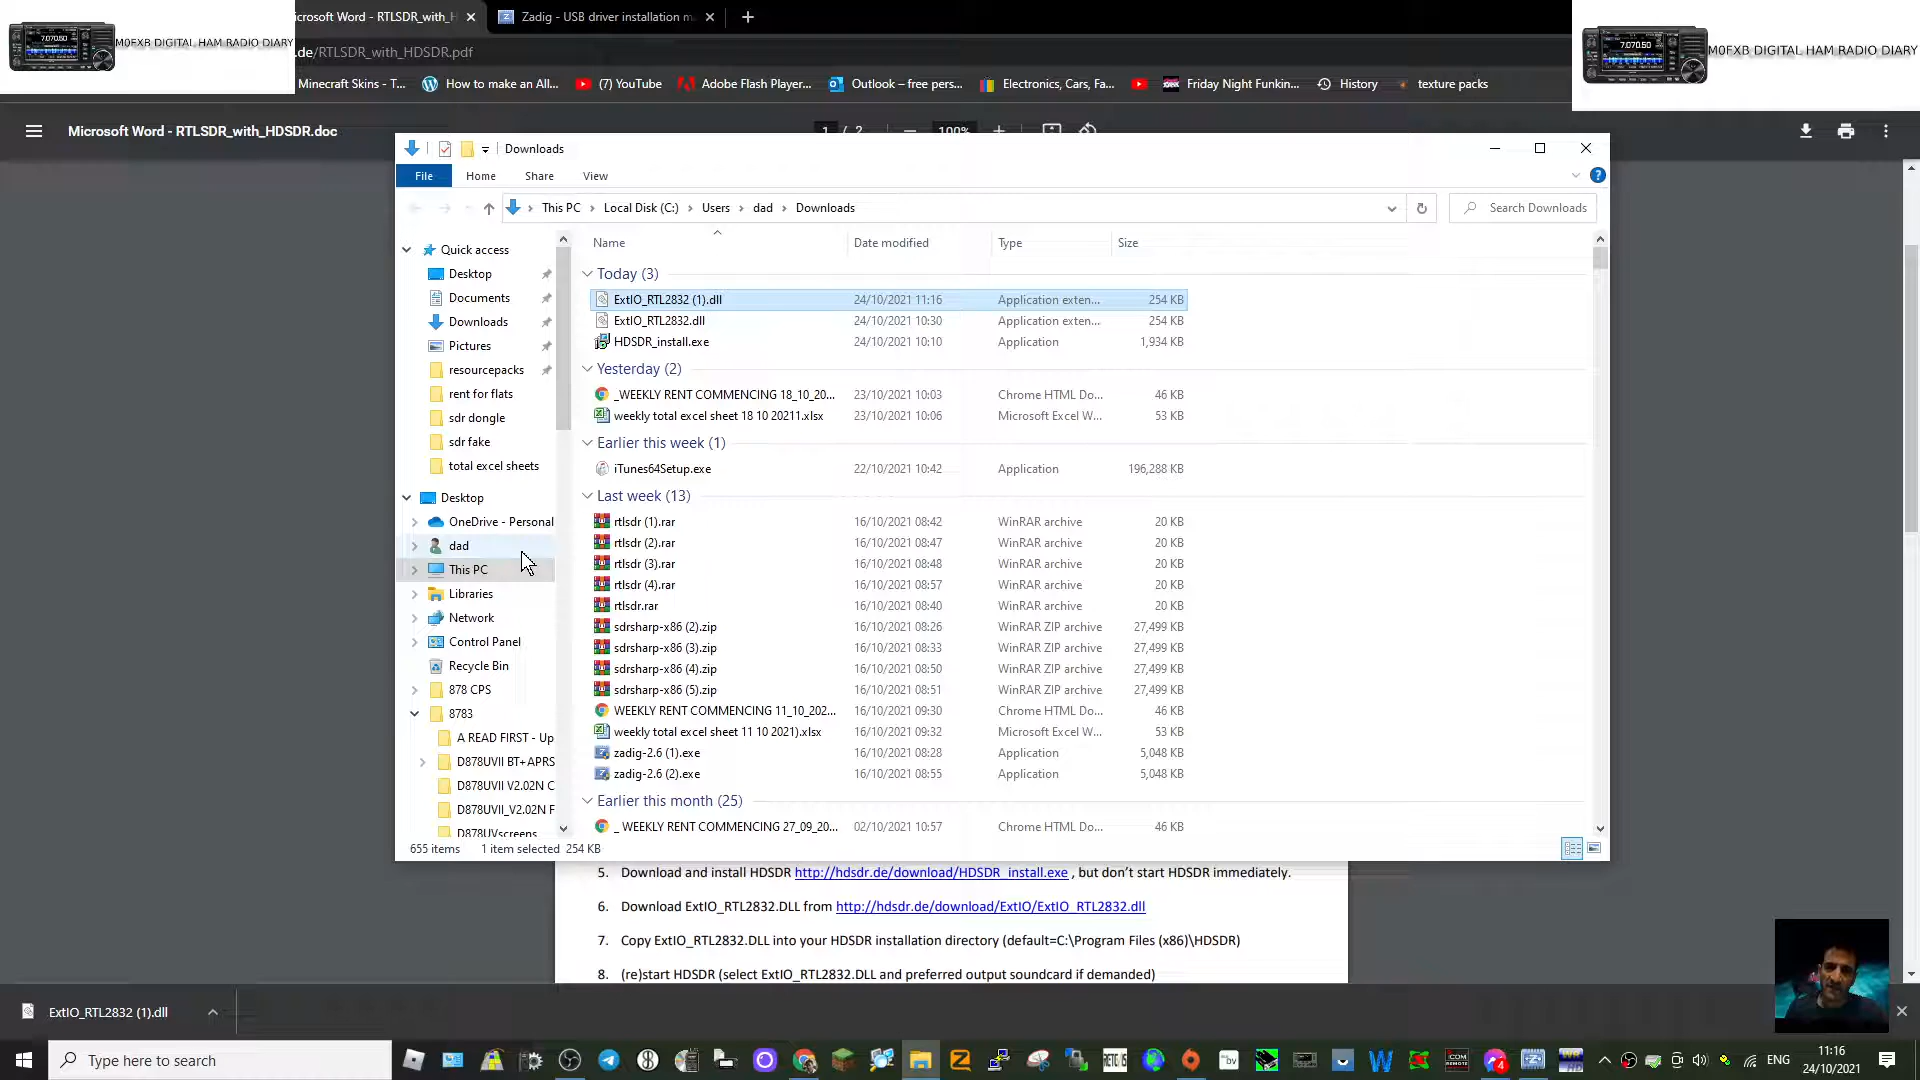 icrosoft Word - RTLSDR_with_H
Zadig - USB driver installation m
7.070.50
M0FXB DIGITAL HAM RADIO DIARY
7.070.50
M0FXB DIGITAL HAM RADIO DIARY
.de/RTLSDR_with_HDSDR.pdf
Minecraft Skins - T...
How to make an All...
(7) YouTube
Adobe Flash Player...
Outlook – free pers...
Electronics, Cars, Fa...
Friday Night Funkin...
History
texture packs
Microsoft Word - RTLSDR_with_HDSDR.doc
1 / 2
100%
Downloads
File
Home
Share
View
This PC
Local Disk (C:)
Users
dad
Downloads
Search Downloads
Name
Date modified
Type
Size
Quick access
Desktop
Documents
Downloads
Pictures
resourcepacks
rent for flats
sdr dongle
sdr fake
total excel sheets
Desktop
OneDrive - Personal
dad
This PC
Libraries
Network
Control Panel
Recycle Bin
878 CPS
8783
A READ FIRST - Up
D878UVII BT+APRS
D878UVII V2.02N C
D878UVII_V2.02N F
D878UVscreens
Today (3)
ExtIO_RTL2832 (1).dll 24/10/2021 11:16 Application exten... 254 KB
ExtIO_RTL2832.dll 24/10/2021 10:30 Application exten... 254 KB
HDSDR_install.exe 24/10/2021 10:10 Application 1,934 KB
Yesterday (2)
_WEEKLY RENT COMMENCING 18_10_20... 23/10/2021 10:03 Chrome HTML Do... 46 KB
weekly total excel sheet 18 10 20211.xlsx 23/10/2021 10:06 Microsoft Excel W... 53 KB
Earlier this week (1)
iTunes64Setup.exe 22/10/2021 10:42 Application 196,288 KB
Last week (13)
rtlsdr (1).rar 16/10/2021 08:42 WinRAR archive 20 KB
rtlsdr (2).rar 16/10/2021 08:47 WinRAR archive 20 KB
rtlsdr (3).rar 16/10/2021 08:48 WinRAR archive 20 KB
rtlsdr (4).rar 16/10/2021 08:57 WinRAR archive 20 KB
rtlsdr.rar 16/10/2021 08:40 WinRAR archive 20 KB
sdrsharp-x86 (2).zip 16/10/2021 08:26 WinRAR ZIP archive 27,499 KB
sdrsharp-x86 (3).zip 16/10/2021 08:33 WinRAR ZIP archive 27,499 KB
sdrsharp-x86 (4).zip 16/10/2021 08:50 WinRAR ZIP archive 27,499 KB
sdrsharp-x86 (5).zip 16/10/2021 08:51 WinRAR ZIP archive 27,499 KB
WEEKLY RENT COMMENCING 11_10_202... 16/10/2021 09:30 Chrome HTML Do... 46 KB
weekly total excel sheet 11 10 2021).xlsx 16/10/2021 09:32 Microsoft Excel W... 53 KB
zadig-2.6 (1).exe 16/10/2021 08:28 Application 5,048 KB
zadig-2.6 (2).exe 16/10/2021 08:55 Application 5,048 KB
Earlier this month (25)
_ WEEKLY RENT COMMENCING 27_09_20... 02/10/2021 10:57 Chrome HTML Do... 46 KB
655 items
1 item selected 254 KB
5. Download and install HDSDR http://hdsdr.de/download/HDSDR_install.exe , but don't start HDSDR immediately.
6. Download ExtIO_RTL2832.DLL from http://hdsdr.de/download/ExtIO/ExtIO_RTL2832.dll
7. Copy ExtIO_RTL2832.DLL into your HDSDR installation directory (default=C:\Program Files (x86)\HDSDR)
8. (re)start HDSDR (select ExtIO_RTL2832.DLL and preferred output soundcard if demanded)
ExtIO_RTL2832 (1).dll
Type here to search
ENG
11:16
24/10/2021